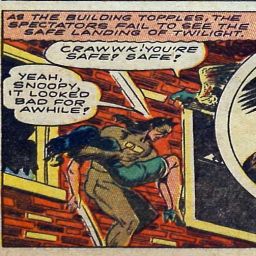 AS THE BUILDING TOPPLES, THE
SPECTATORS FAIL TO SEE THE
SAFE LANDING OF TWILIGHT.
CRAWWK! YOU'RE
SAFE? SAFE?
YEAH,
SNOOPY,
IT LOOKED
BAD FOR
AWHILE?